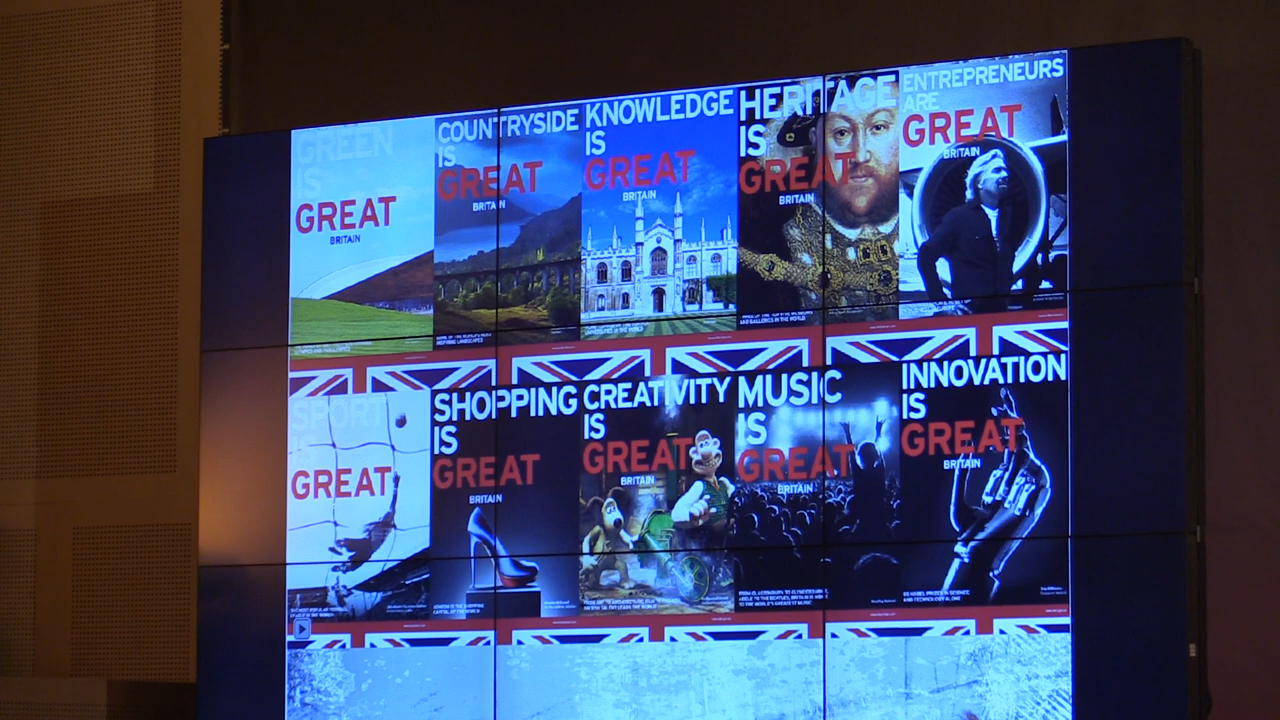 GREEN
IS
GREAT
BRITAIN
COUNTRYSIDE
IS
GREAT
BRITAIN
KNOWLEDGE
IS
GREAT
BRITAIN
HERITAGE
IS
GREAT
BRITAIN
ENTREPRENEURS
ARE
GREAT
BRITAIN
SPORT
IS
GREAT
SHOPPING
IS
GREAT
BRITAIN
CREATIVITY
IS
GREAT
BRITAIN
MUSIC
IS
GREAT
BRITAIN
INNOVATION
IS
GREAT
BRITAIN